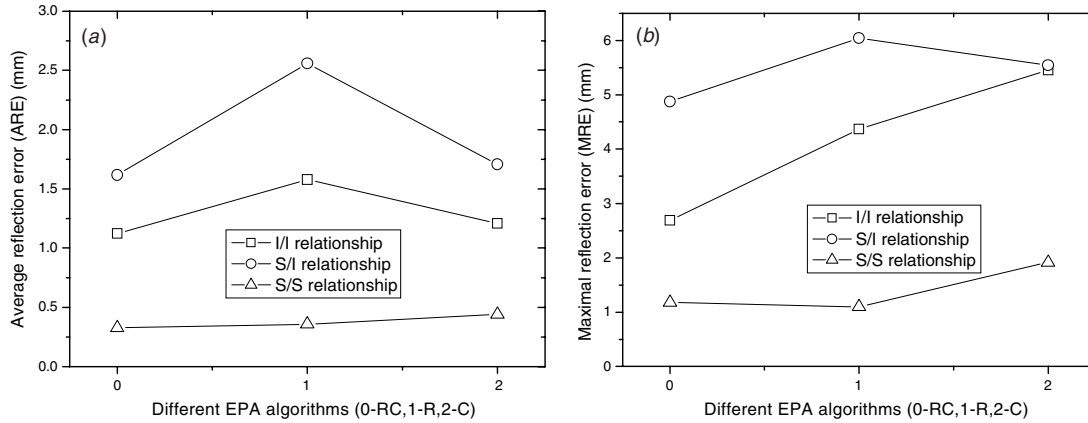 (a)
Average reflection error (ARE) (mm)
3.0
2.5
2.0
1.5
1.0
0.5
0.0
I/I relationship
S/I relationship
S/S relationship
0 1 2
Different EPA algorithms (0-RC,1-R,2-C)
(b)
Maximal reflection error (MRE) (mm)
6
5
4
3
2
1
0
I/I relationship
S/I relationship
S/S relationship
0 1 2
Different EPA algorithms (0-RC,1-R,2-C)